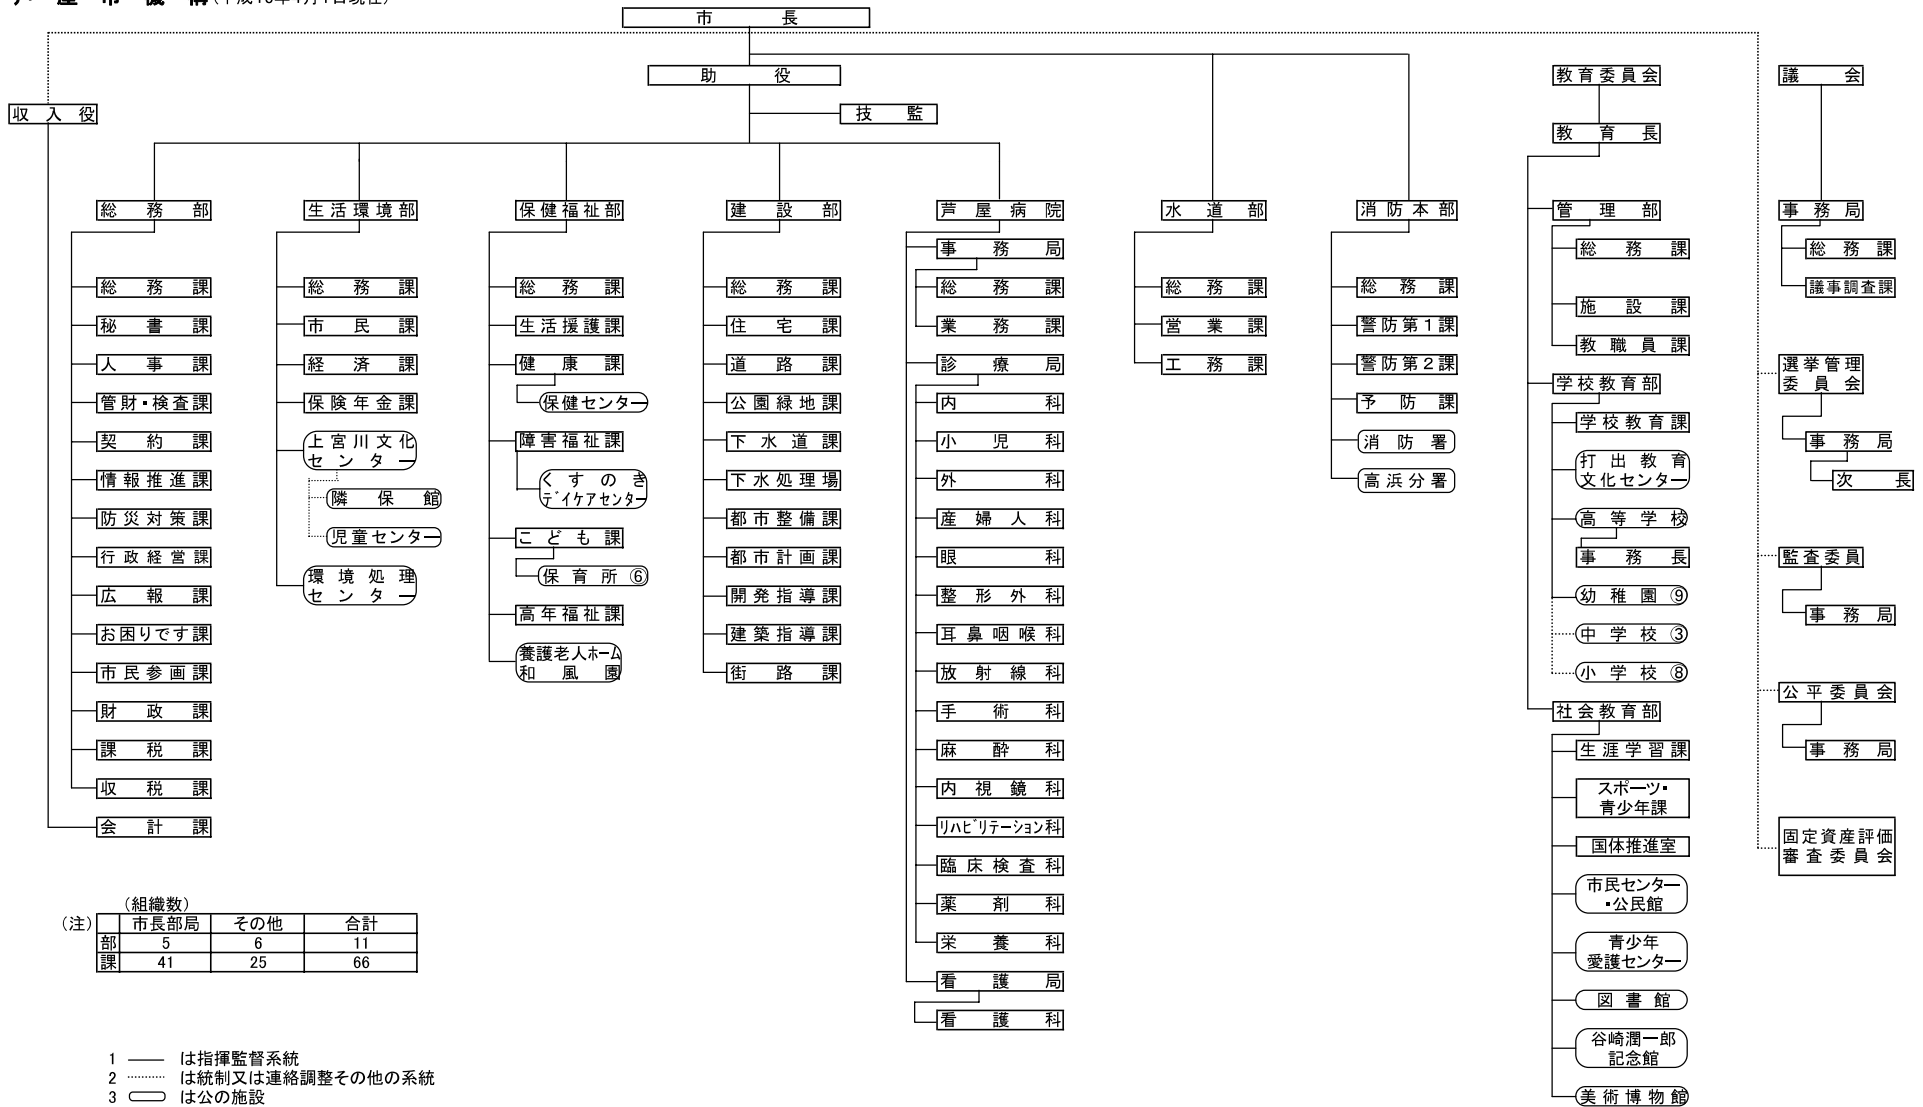 市長
助役
教育委員会
議会
収入役
技監
教育長
総務部
生活環境部
保健福祉部
建設部
芦屋病院
水道部
消防本部
管理部
事務局
総務課
秘書課
人事課
管財・検査課
契約課
情報推進課
防災対策課
行政経営課
広報課
お困りです課
市民参画課
財政課
課税課
収税課
会計課
総務課
市民課
経済課
保険年金課
上宮川文化
センター
隣保館
児童センター
環境処理
センター
総務課
生活援護課
健康課
保健センター
障害福祉課
くすのき
デイケアセンター
こども課
保育所⑥
高年福祉課
養護老人ホーム
和風園
総務課
住宅課
道路課
公園緑地課
下水道課
下水処理場
都市整備課
都市計画課
開発指導課
建築指導課
街路課
事務局
総務課
業務課
診療局
内科
小児科
外科
産婦人科
眼科
整形外科
耳鼻咽喉科
放射線科
手術科
麻酔科
内視鏡科
リハビリテーション科
臨床検査科
薬剤科
栄養科
看護局
看護科
総務課
営業課
工務課
総務課
警防第1課
警防第2課
予防課
消防署
高浜分署
総務課
施設課
教職員課
学校教育部
学校教育課
打出教育
文化センター
高等学校
事務長
幼稚園⑨
中学校③
小学校⑧
社会教育部
生涯学習課
スポーツ・
青少年課
国体推進室
市民センター
・公民館
青少年
愛護センター
図書館
谷崎潤一郎
記念館
美術博物館
総務課
議事調査課
選挙管理
委員会
事務局
次長
監査委員
事務局
公平委員会
事務局
固定資産評価
審査委員会
(組織数)
(注) 市長部局 その他 合計
部 5 6 11
課 41 25 66
1 は指揮監督系統
2 は統制又は連絡調整その他の系統
3 は公の施設